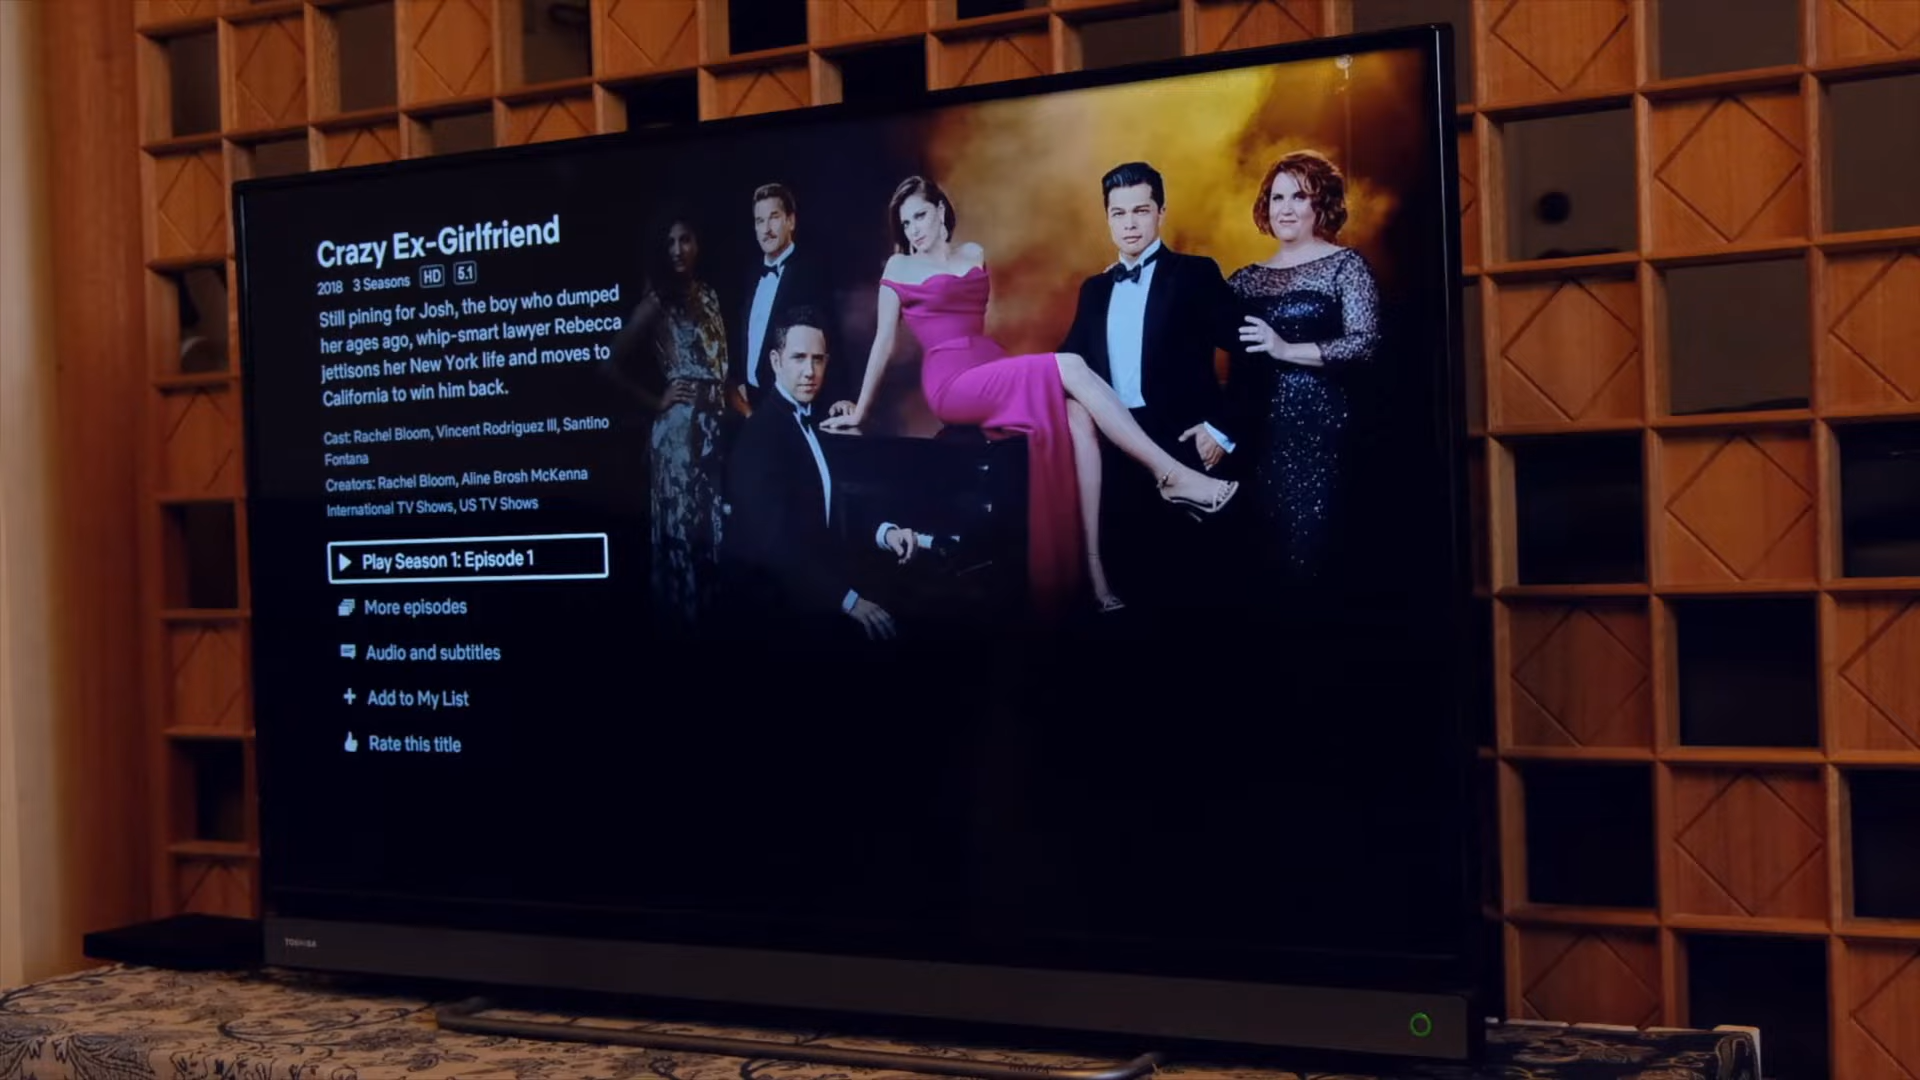 Crazy Ex-Girlfriend
2018 3 Seasons HD 5.1
Still pining for Josh, the boy who dumped
her ages ago, whip-smart lawyer Rebecca
jettisons her New York life and moves to
California to win him back.
Cast: Rachel Bloom, Vincent Rodriguez III, Santino
Fontana
Creators: Rachel Bloom, Aline Brosh McKenna
International TV Shows, US TV Shows
Play Season 1: Episode 1
More episodes
Audio and subtitles
Add to My List
Rate this title
TOSHIBA